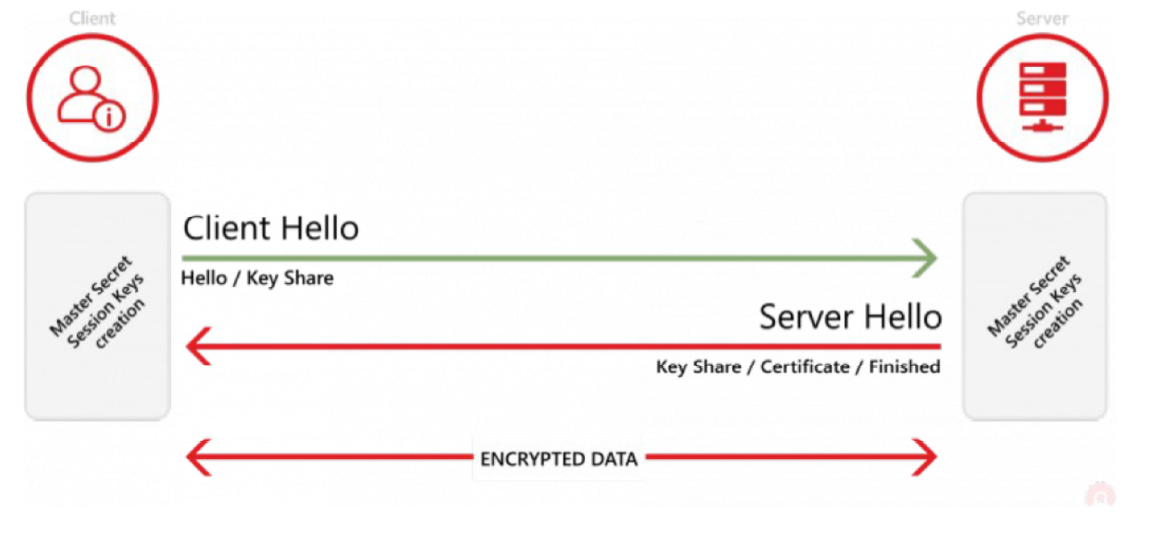 Client
Server
Client Hello
Hello / Key Share
Master Secret
Session Keys
creation
Server Hello
Key Share / Certificate / Finished
Master Secret
Session Keys
creation
ENCRYPTED DATA